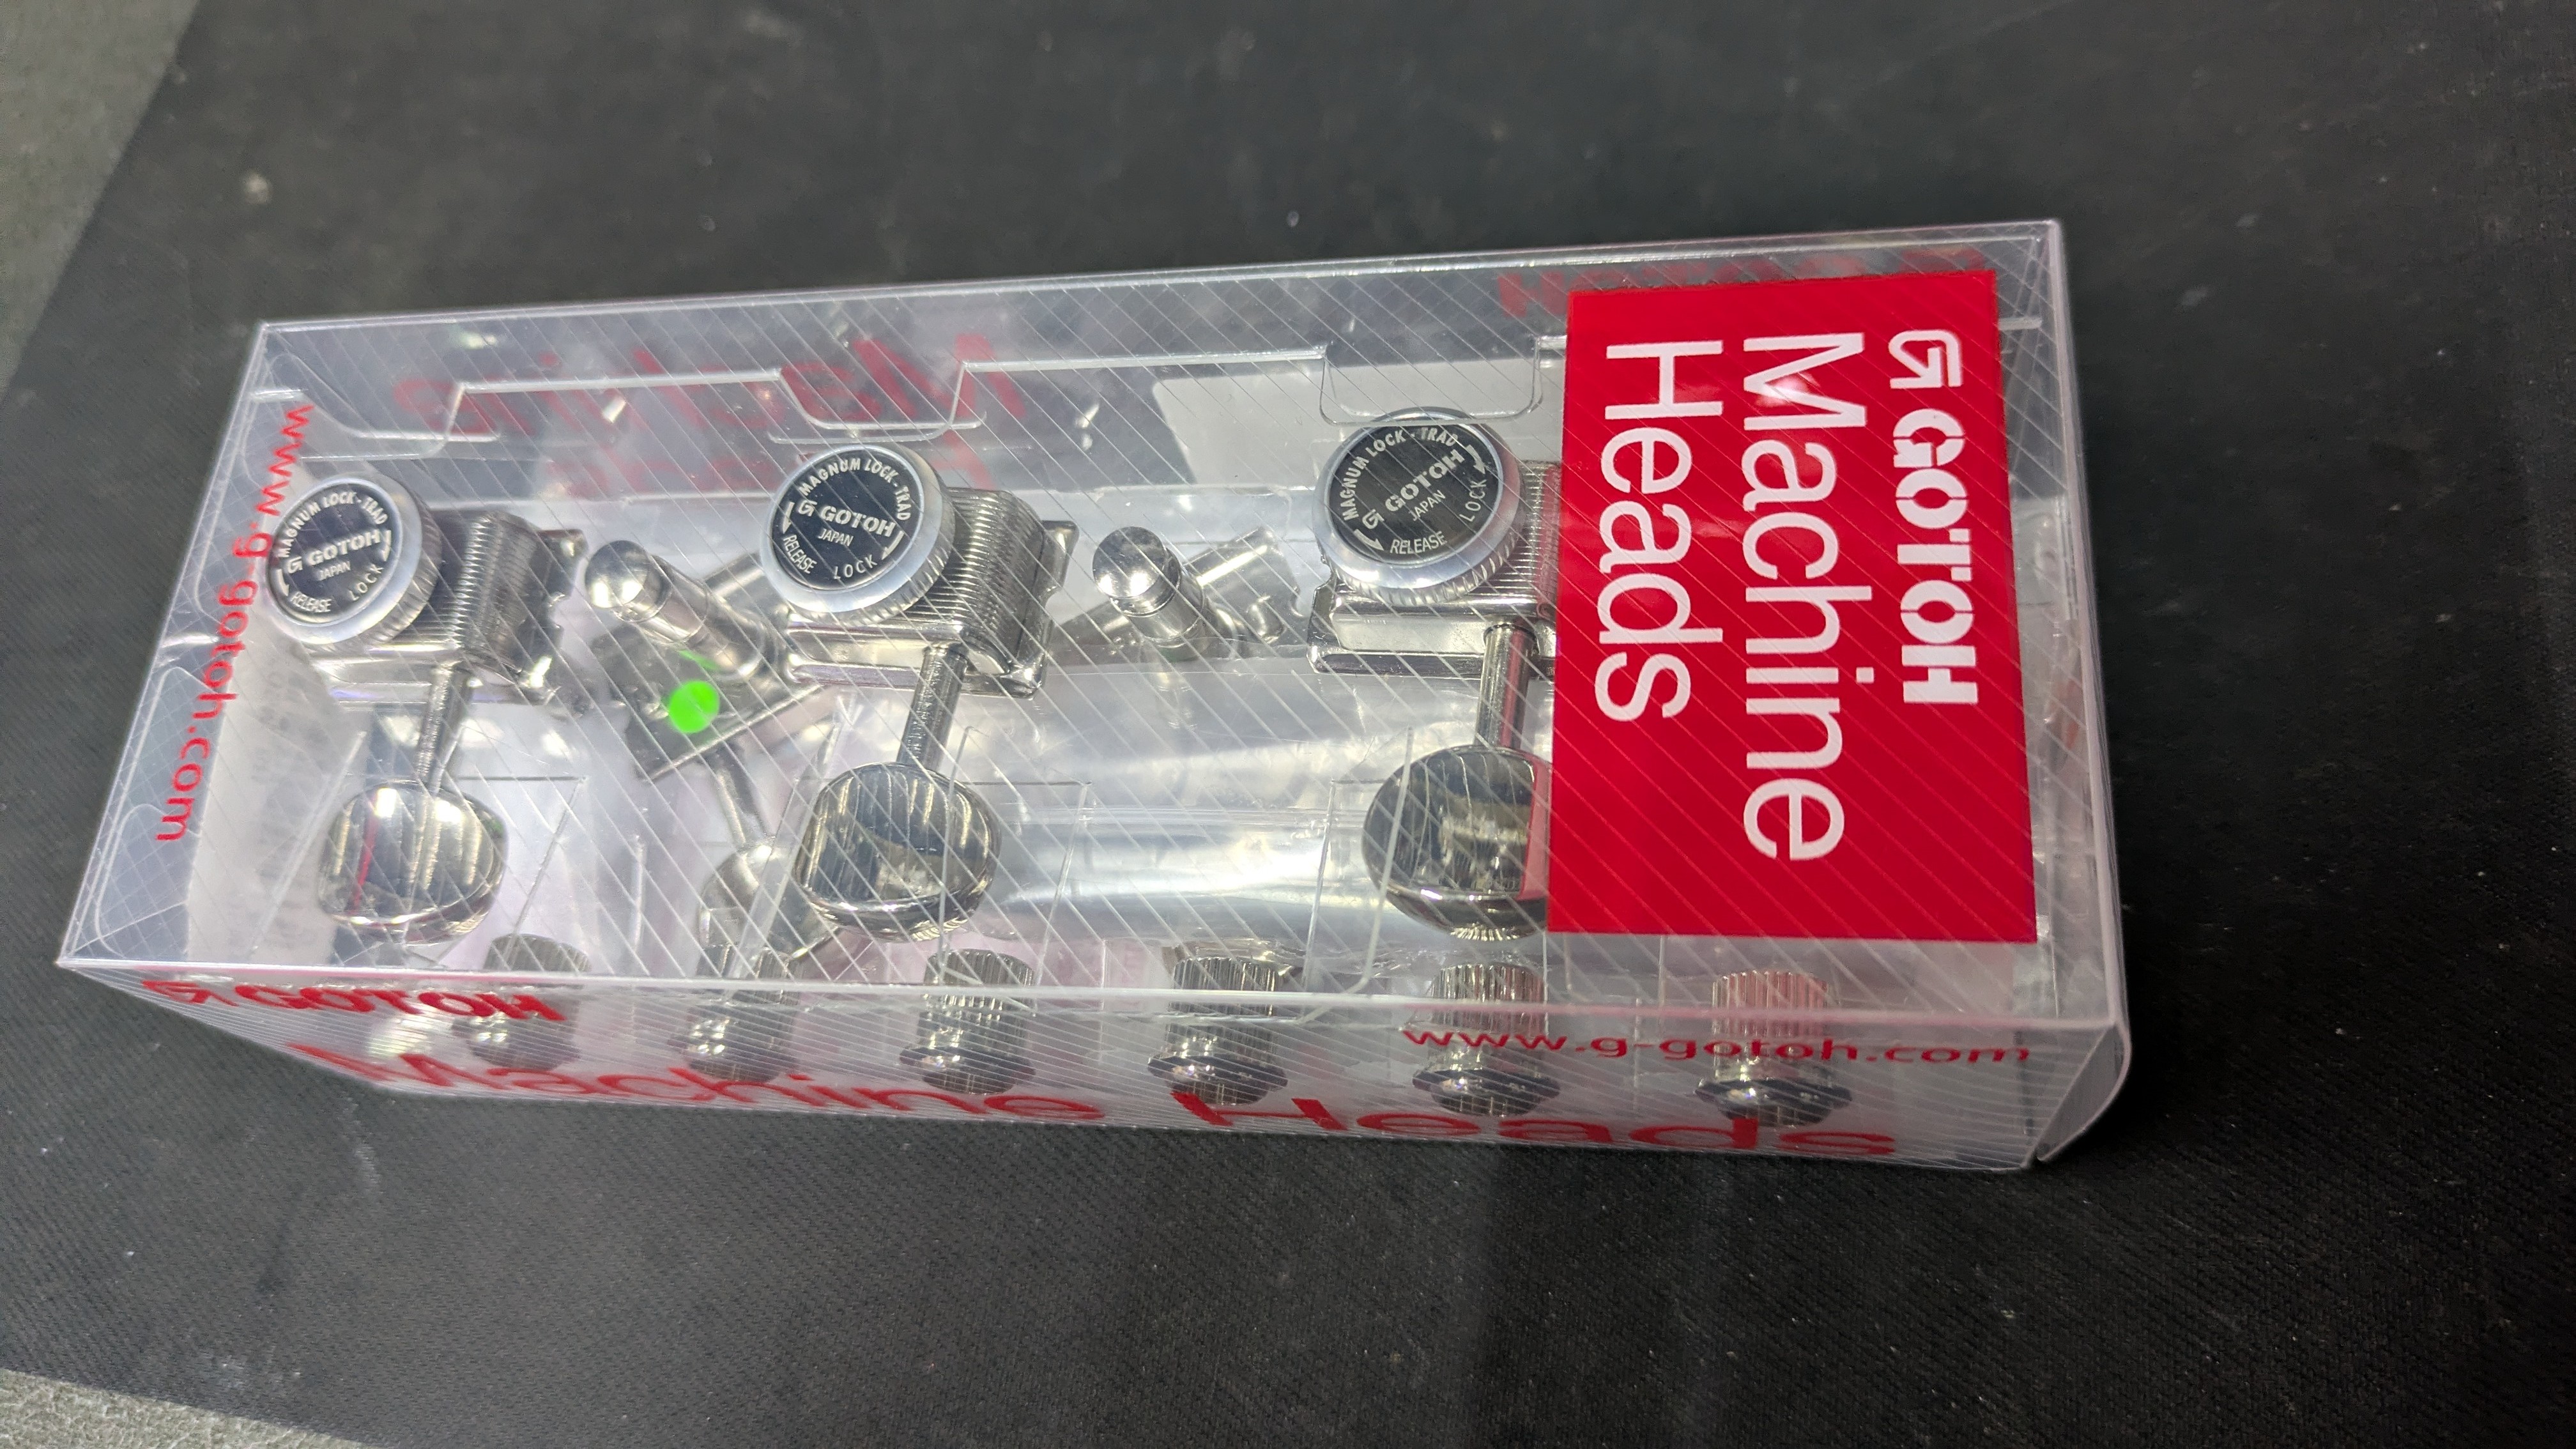 GOTOH
Machine
Heads
www.g-gotoh.com
MAGNUM LOCK-TRAD
GOTOH
JAPAN
RELEASE LOCK
MAGNUM LOCK-TRAD
GOTOH
JAPAN
RELEASE LOCK
MAGNUM LOCK-TRAD
GOTOH
JAPAN
RELEASE LOCK
GOTOH
Machine Heads
www.g-gotoh.com
Machine